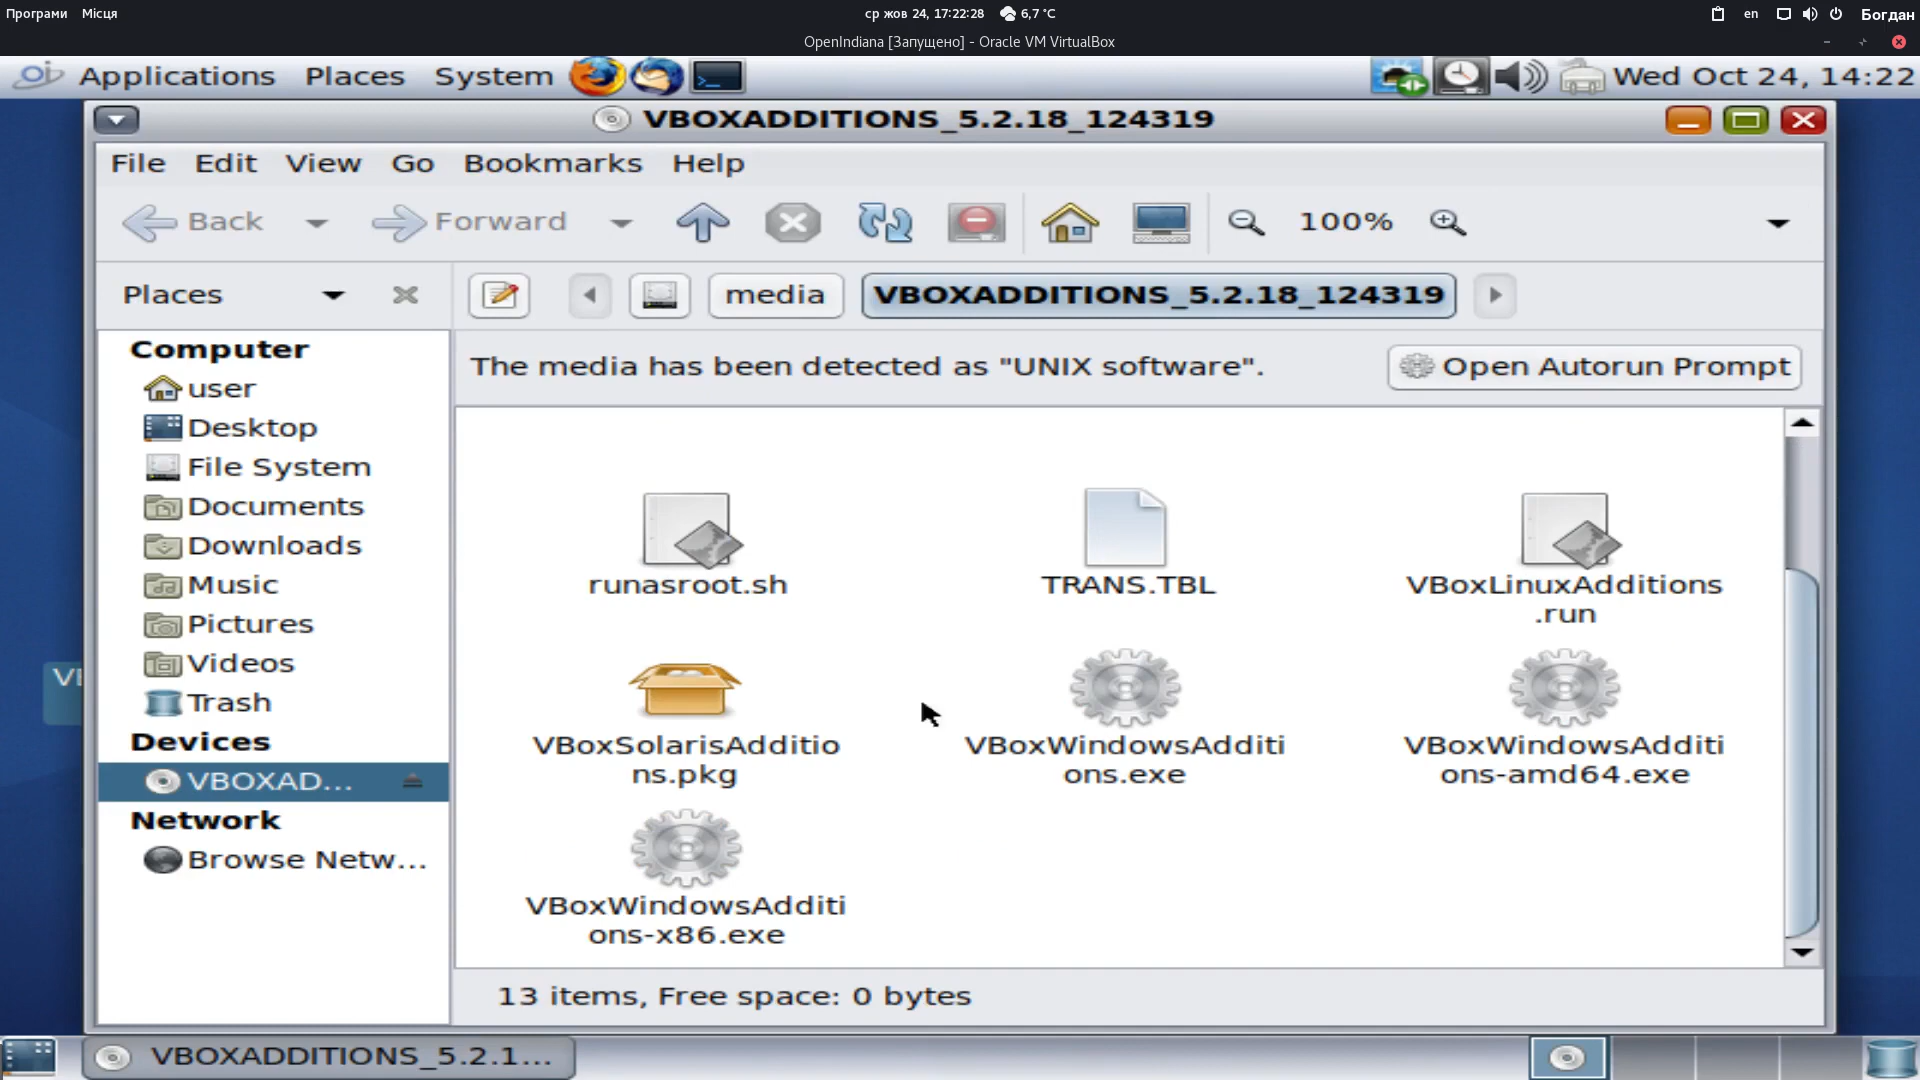 Програми Місця ср жов 24, 17:22:28 6,7 °C en Богдан
OpenIndiana [Запущено] - Oracle VM VirtualBox
Applications Places System Wed Oct 24, 14:22
VBOXADDITIONS_5.2.18_124319
File Edit View Go Bookmarks Help
Back Forward 100%
Places media VBOXADDITIONS_5.2.18_124319
The media has been detected as "UNIX software". Open Autorun Prompt
Computer
user
Desktop
File System
Documents
Downloads
Music
Pictures
Videos
Trash
Devices
VBOXAD...
Network
Browse Netw...
runasroot.sh
TRANS.TBL
VBoxLinuxAdditions
.run
VBoxSolarisAdditio
ns.pkg
VBoxWindowsAdditi
ons.exe
VBoxWindowsAdditi
ons-amd64.exe
VBoxWindowsAdditi
ons-x86.exe
13 items, Free space: 0 bytes
VBOXADDITIONS_5.2.1...